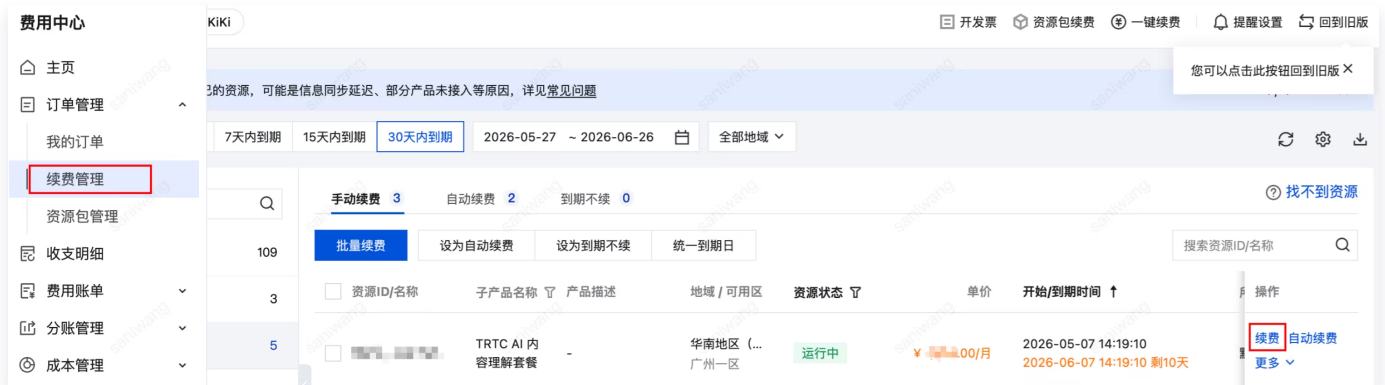 费用中心
KiKi
开发票
资源包续费
一键续费
提醒设置
回到旧版
您可以点击此按钮回到旧版
主页
订单管理
我的订单
续费管理
资源包管理
收支明细
费用账单
分账管理
成本管理
的资源，可能是信息同步延迟、部分产品未接入等原因，详见常见问题
7天内到期
15天内到期
30天内到期
2026-05-27 ~ 2026-06-26
全部地域
109
3
5
手动续费 3
自动续费 2
到期不续 0
找不到资源
批量续费
设为自动续费
设为到期不续
统一到期日
搜索资源ID/名称
资源ID/名称
子产品名称
产品描述
地域 / 可用区
资源状态
单价
开始/到期时间 ↑
操作
TRTC AI 内
容理解套餐
-
华南地区（...
广州一区
运行中
¥
.00/月
2026-05-07 14:19:10
2026-06-07 14:19:10 剩10天
续费
自动续费
更多
saniwang